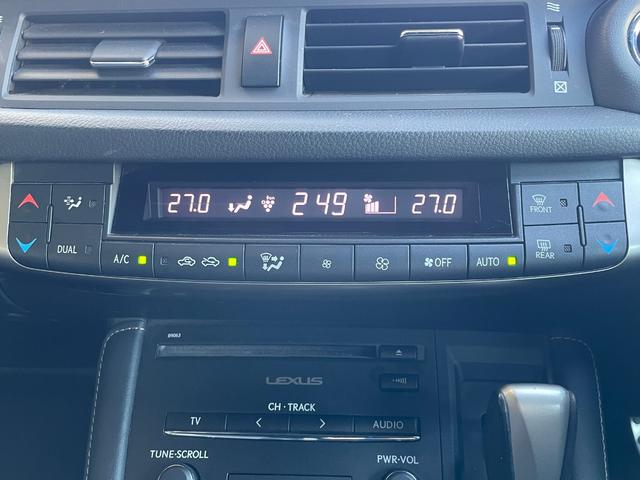 27.0 249 27.0
FRONT
DUAL
REAR
A/C
OFF
AUTO
89063
LEXUS
CH·TRACK
TV < > AUDIO
TUNE·SCROLL
PWR·VOL